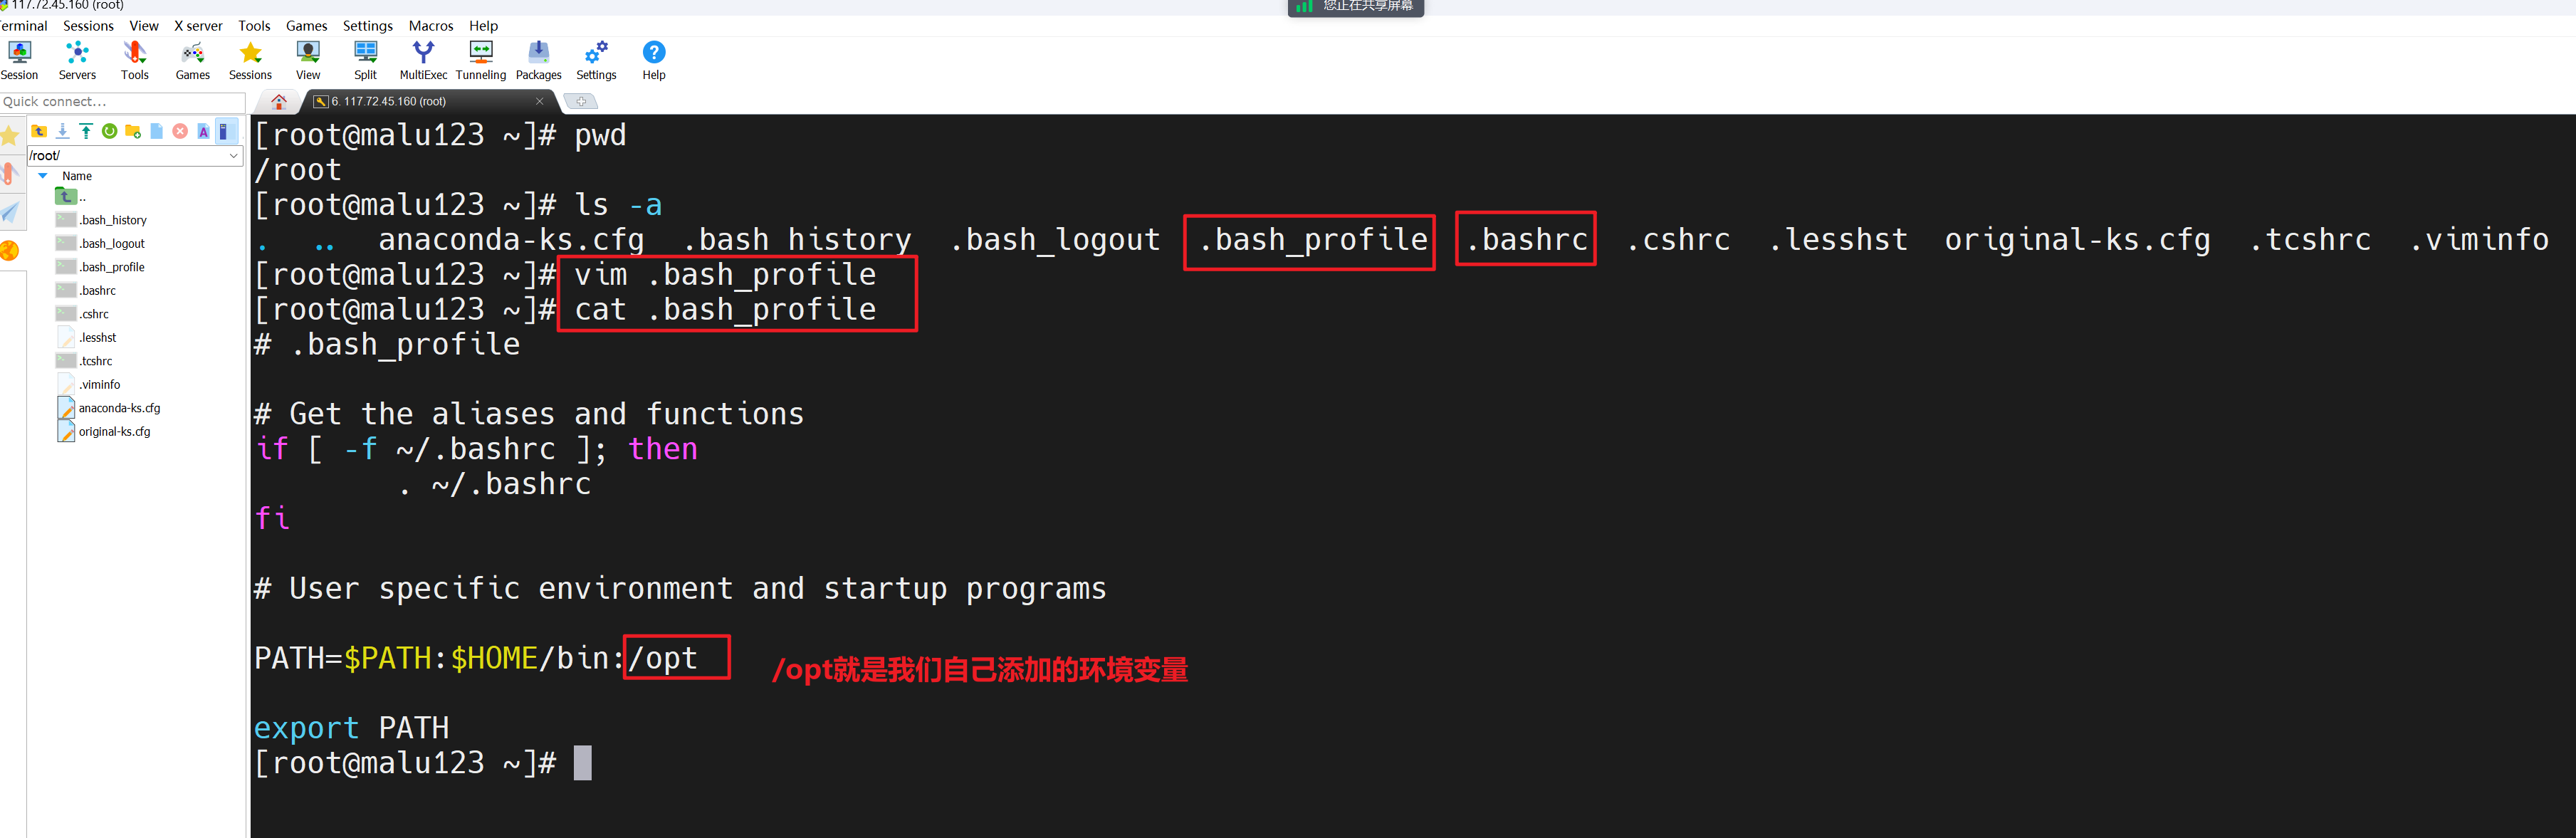 117.72.45.160 (root)
您正在共享屏幕
Terminal Sessions View X server Tools Games Settings Macros Help
Session Servers Tools Games Sessions View Split MultiExec Tunneling Packages Settings Help
Quick connect...
6. 117.72.45.160 (root)
/root/
Name
..
.bash_history
.bash_logout
.bash_profile
.bashrc
.cshrc
.lesshst
.tcshrc
.viminfo
anaconda-ks.cfg
original-ks.cfg
[root@malu123 ~]# pwd
/root
[root@malu123 ~]# ls -a
. .. anaconda-ks.cfg .bash_history .bash_logout .bash_profile .bashrc .cshrc .lesshst original-ks.cfg .tcshrc .viminfo
[root@malu123 ~]# vim .bash_profile
[root@malu123 ~]# cat .bash_profile
# .bash_profile
# Get the aliases and functions
if [ -f ~/.bashrc ]; then
. ~/.bashrc
fi
# User specific environment and startup programs
PATH=$PATH:$HOME/bin:/opt
/opt就是我们自己添加的环境变量
export PATH
[root@malu123 ~]#